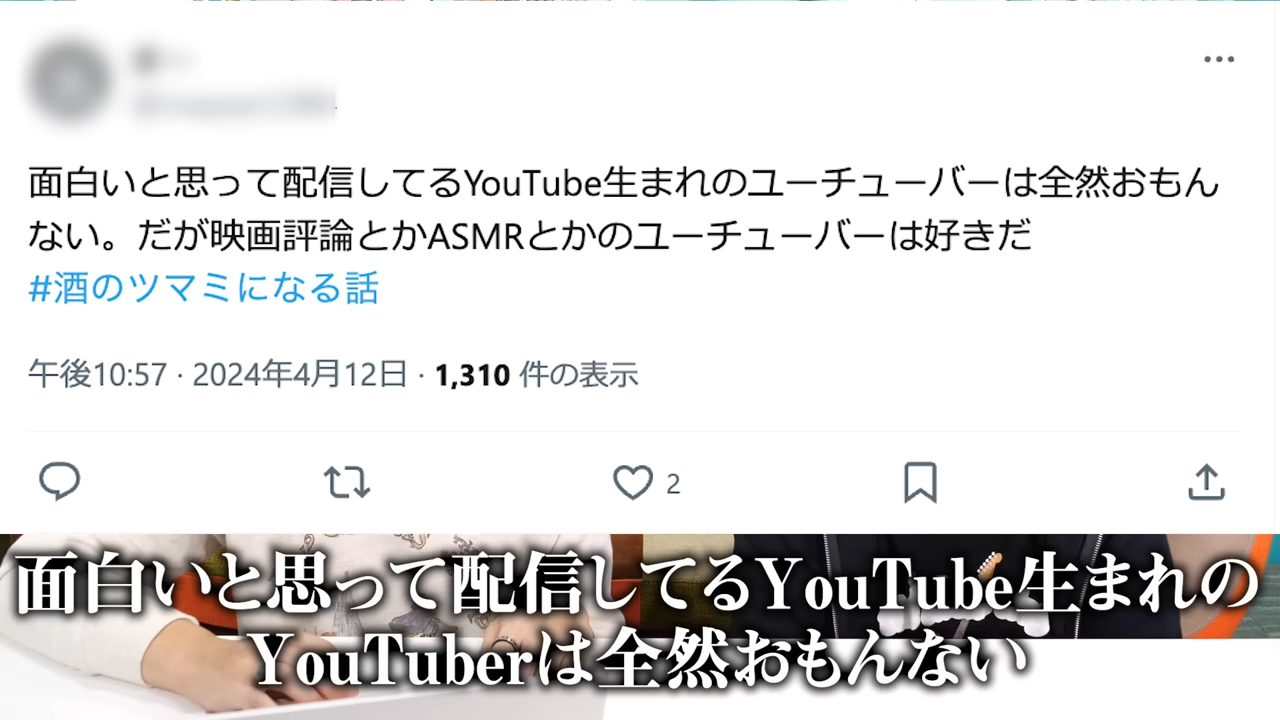 面白いと思って配信してるYouTube生まれのユーチューバーは全然おもん
ない。だが映画評論とかASMRとかのユーチューバーは好きだ
#酒のツマミになる話
午後10:57 · 2024年4月12日 · 1,310 件の表示
2
面白いと思って配信してるYouTube生まれの
YouTuberは全然おもんない